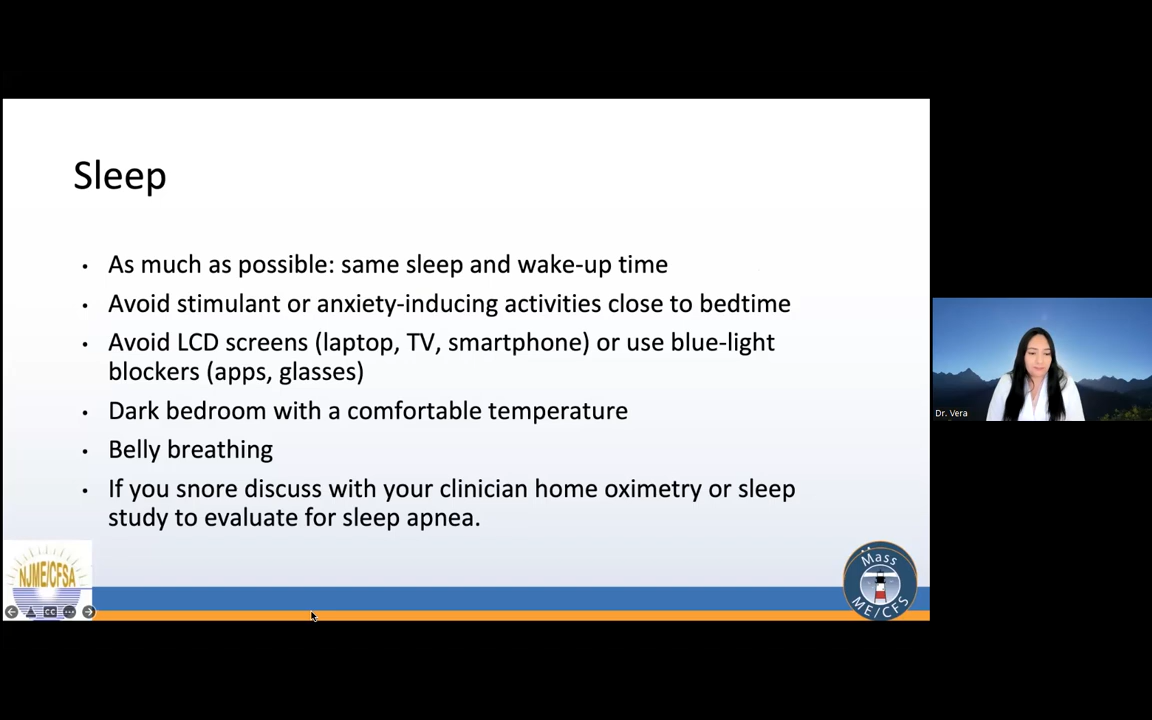 Sleep
• As much as possible: same sleep and wake-up time
• Avoid stimulant or anxiety-inducing activities close to bedtime
• Avoid LCD screens (laptop, TV, smartphone) or use blue-light
blockers (apps, glasses)
• Dark bedroom with a comfortable temperature
• Belly breathing
• If you snore discuss with your clinician home oximetry or sleep
study to evaluate for sleep apnea.
Dr. Vera
NJME/CFSA
CC
Mass
ME/CFS